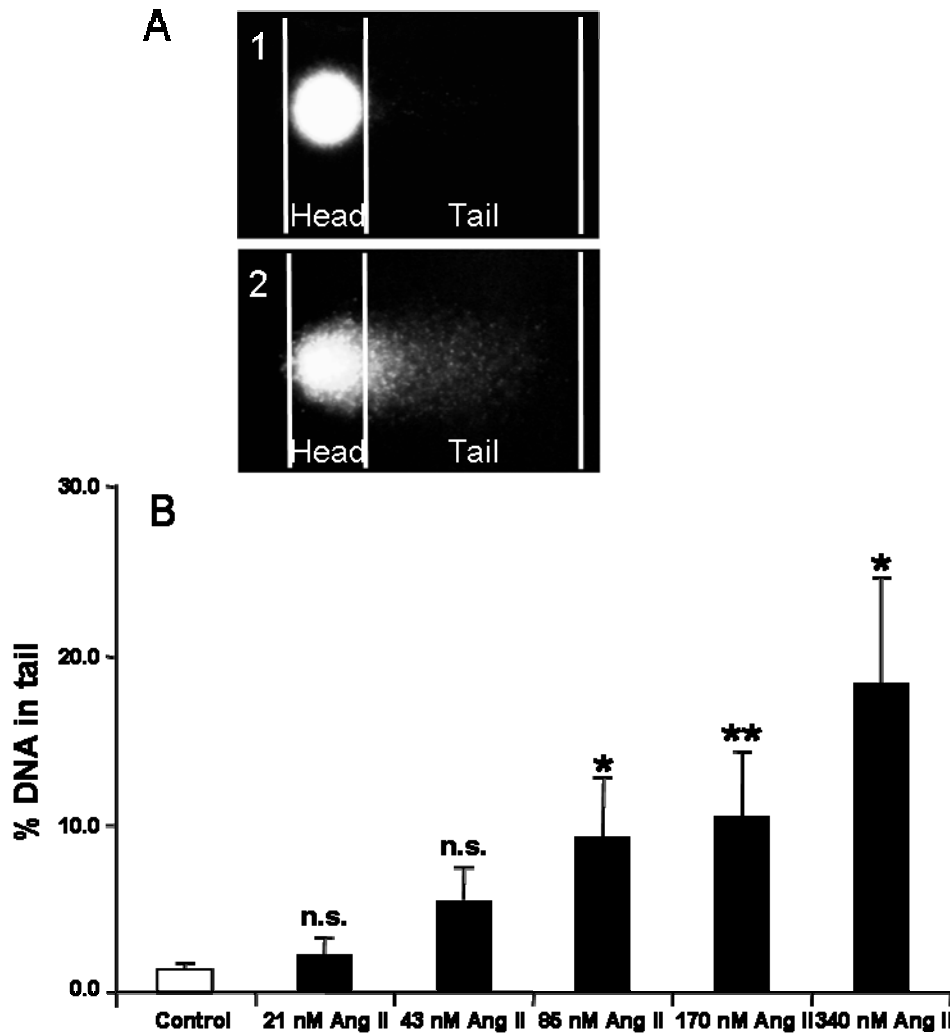 A
1
Head Tail
2
Head Tail
B
% DNA in tail
30.0
20.0
10.0
0.0
n.s.
n.s.
*
**
*
Control 21 nM Ang II 43 nM Ang II 85 nM Ang II 170 nM Ang II 340 nM Ang II